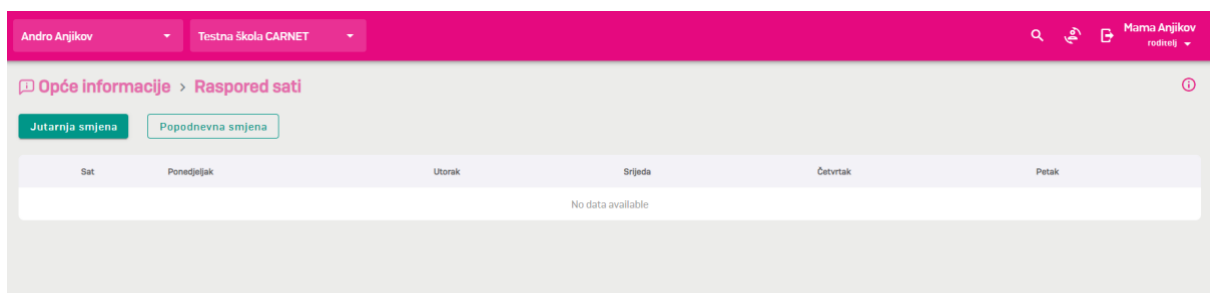 Andro Anjikov Testna škola CARNET Mama Anjikov
roditelj
Opće informacije > Raspored sati
Jutarnja smjena Popodnevna smjena
Sat Ponedjeljak Utorak Srijeda Četvrtak Petak
No data available